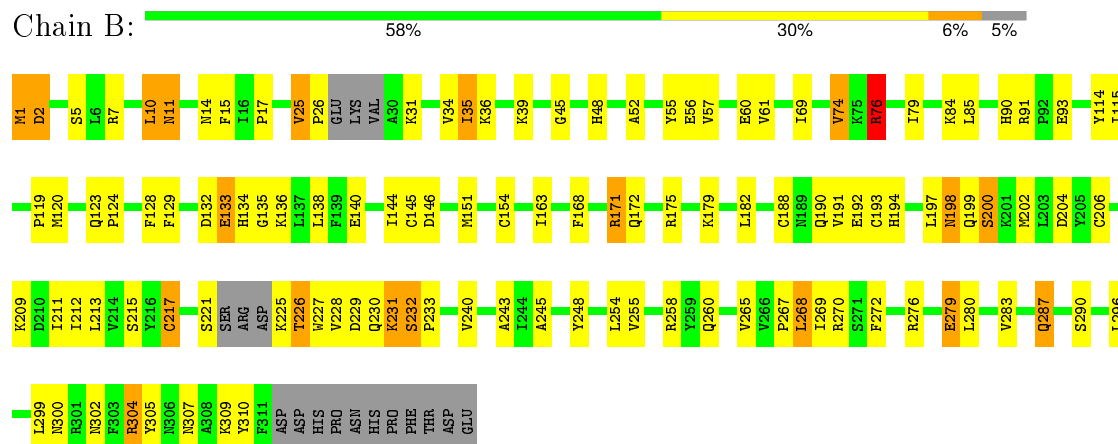 Chain B:
58% 30% 6% 5%
M1 D2 S5 L6 R7 L10 N11 N14 F15 I16 P17 V25 P26 GLU LYS VAL A30 K31 V34 I35 K36 K39 G45 H48 A52 Y55 E56 V57 E60 V61 I69 V74 K75 R76 I79 K84 L85 H90 R91 P92 E93 Y114 I115
P119 M120 Q123 P124 F128 F129 D132 E133 H134 G135 K136 L137 L138 F139 E140 I144 C145 D146 M151 C154 I163 F168 R171 Q172 R175 K179 L182 C188 N189 Q190 V191 E192 C193 H194 L197 N198 Q199 S200 K201 M202 L203 D204 Y205 C206
K209 D210 I211 I212 L213 V214 S215 Y216 C217 S221 SER ARG ASP K225 T226 W227 V228 D229 Q230 K231 S232 P233 V240 A243 I244 A245 Y248 L254 V255 R258 Y259 Q260 V265 V266 P267 L268 I269 R270 S271 F272 R276 E279 L280 V283 Q287 S290
L299 N300 R301 N302 F303 R304 Y305 N306 N307 A308 K309 Y310 F311 ASP ASP HIS PRO ASN HIS PRO PHE THR ASP GLU